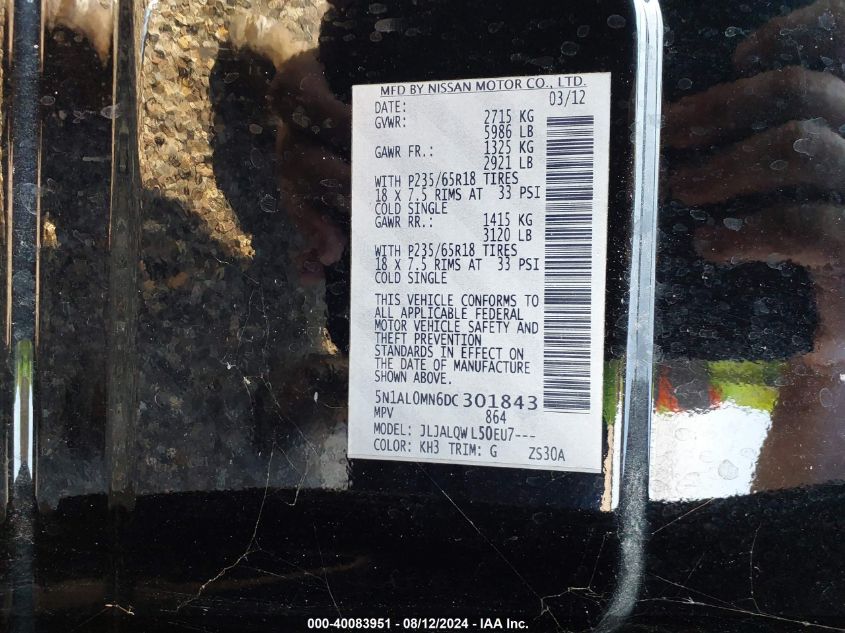 MFD BY NISSAN MOTOR CO., LTD.
DATE: 03/12
GVWR: 2715 KG
5986 LB
GAWR FR.: 1325 KG
2921 LB
WITH P235/65R18 TIRES
18 X 7.5 RIMS AT 33 PSI
COLD SINGLE
GAWR RR.: 1415 KG
3120 LB
WITH P235/65R18 TIRES
18 X 7.5 RIMS AT 33 PSI
COLD SINGLE
THIS VEHICLE CONFORMS TO
ALL APPLICABLE FEDERAL
MOTOR VEHICLE SAFETY AND
THEFT PREVENTION
STANDARDS IN EFFECT ON
THE DATE OF MANUFACTURE
SHOWN ABOVE.
5N1AL0MN6DC301843
MPV 864
MODEL: JLJALQWL50EU7---
COLOR: KH3 TRIM: G ZS30A
000-40083951 - 08/12/2024 - IAA Inc.